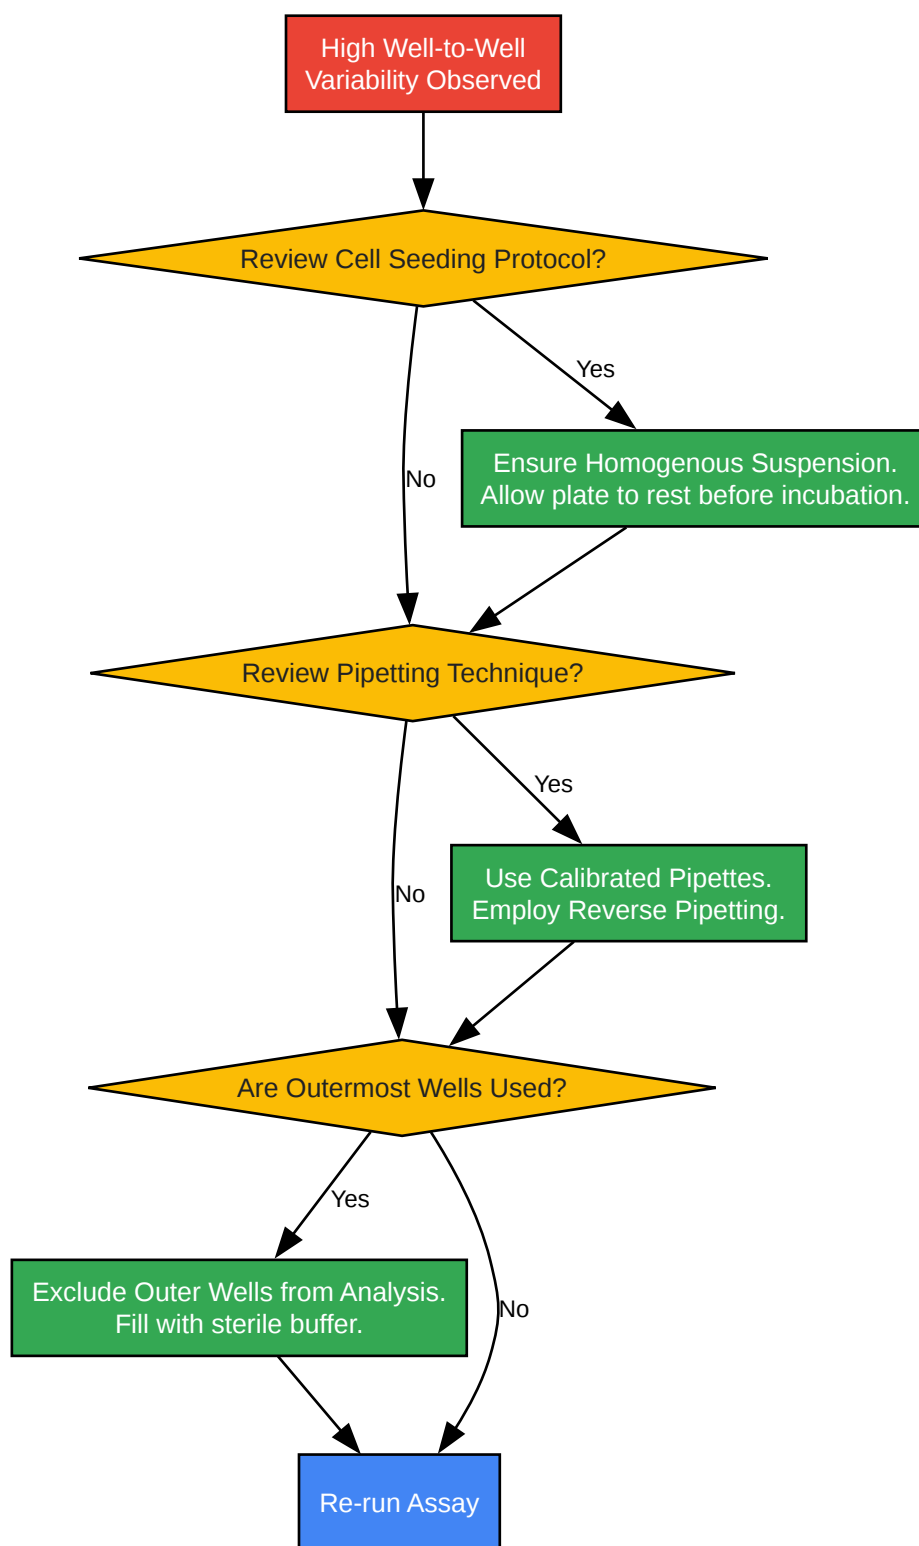 High Well-to-Well
Variability Observed
Review Cell Seeding Protocol?
Yes
Ensure Homogenous Suspension.
Allow plate to rest before incubation.
No
Review Pipetting Technique?
Yes
Use Calibrated Pipettes.
Employ Reverse Pipetting.
No
Are Outermost Wells Used?
Yes
Exclude Outer Wells from Analysis.
Fill with sterile buffer.
No
Re-run Assay